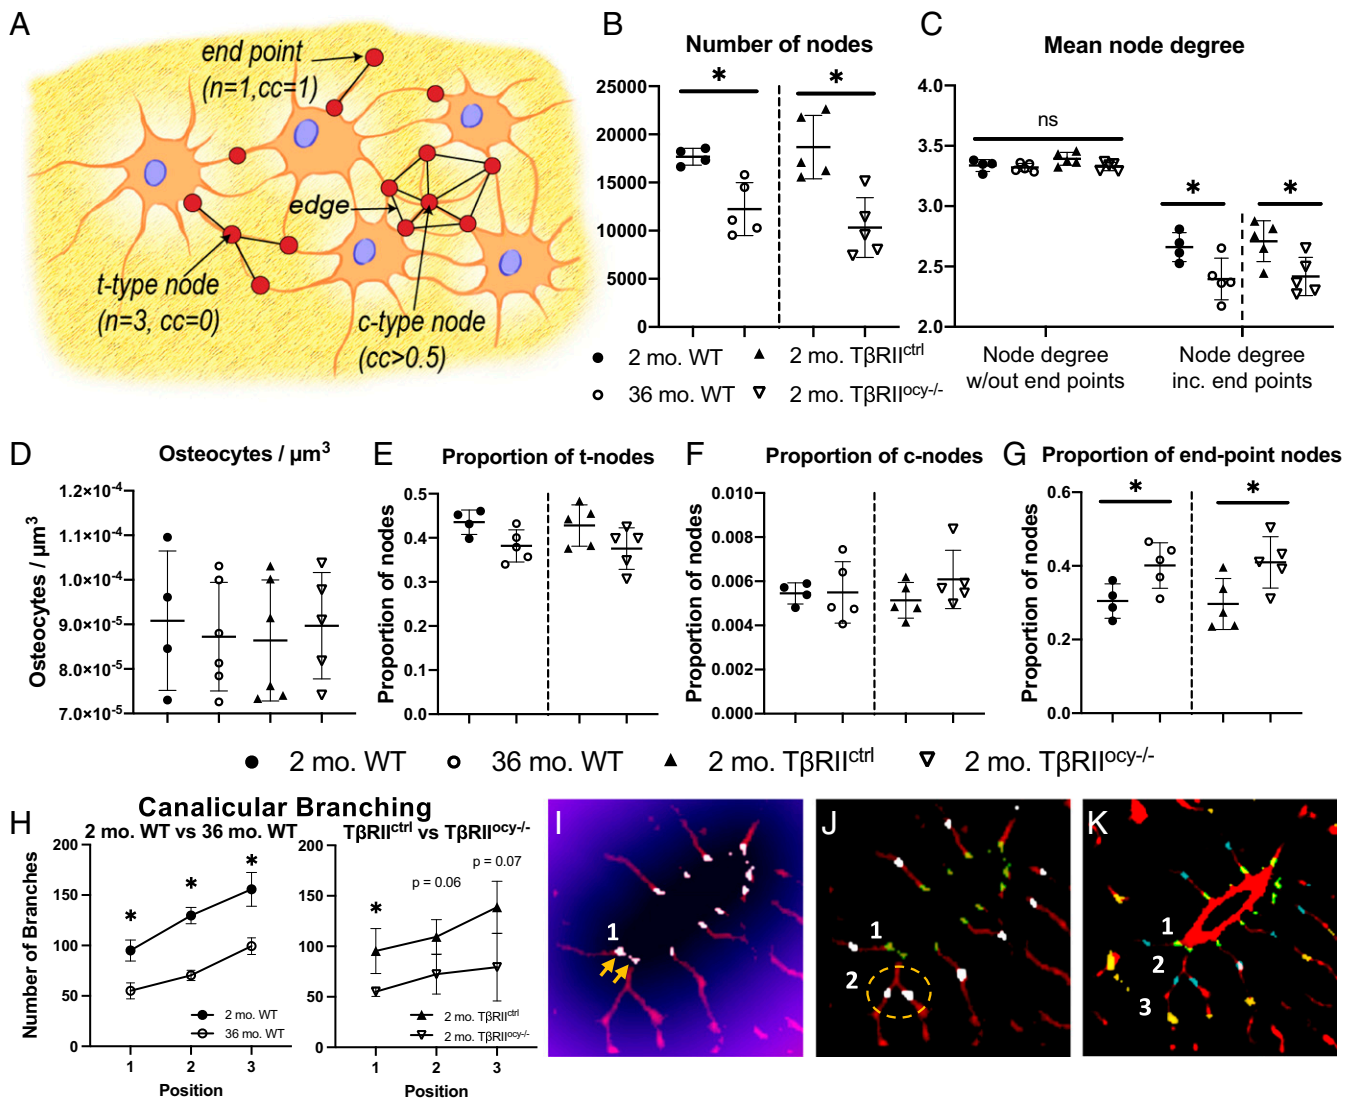 A
end point
(n=1,cc=1)
edge
t-type node
(n=3, cc=0)
c-type node
(cc>0.5)
B
Number of nodes
*
*
25000
20000
15000
10000
5000
0
2 mo. WT
2 mo. TβRII^ctrl
36 mo. WT
2 mo. TβRII^ocy-/-
C
Mean node degree
4.0
3.5
3.0
2.5
2.0
ns
*
*
Node degree
w/out end points
Node degree
inc. end points
D
Osteocytes / µm³
Osteocytes / µm³
1.2×10⁻⁴
1.1×10⁻⁴
1.0×10⁻⁴
9.0×10⁻⁵
8.0×10⁻⁵
7.0×10⁻⁵
E
Proportion of t-nodes
Proportion of nodes
0.5
0.4
0.3
0.2
0.1
0.0
F
Proportion of c-nodes
Proportion of nodes
0.010
0.008
0.006
0.004
0.002
0.000
G
Proportion of end-point nodes
Proportion of nodes
*
*
0.6
0.4
0.2
0.0
2 mo. WT
36 mo. WT
2 mo. TβRII^ctrl
2 mo. TβRII^ocy-/-
H
Canalicular Branching
2 mo. WT vs 36 mo. WT
Number of Branches
200
150
100
50
0
*
*
*
2 mo. WT
36 mo. WT
1 2 3
Position
TβRII^ctrl vs TβRII^ocy-/-
200
150
100
50
0
*
p = 0.06
p = 0.07
2 mo. TβRII^ctrl
2 mo. TβRII^ocy-/-
1 2 3
Position
I
1
J
1
2
K
1
2
3